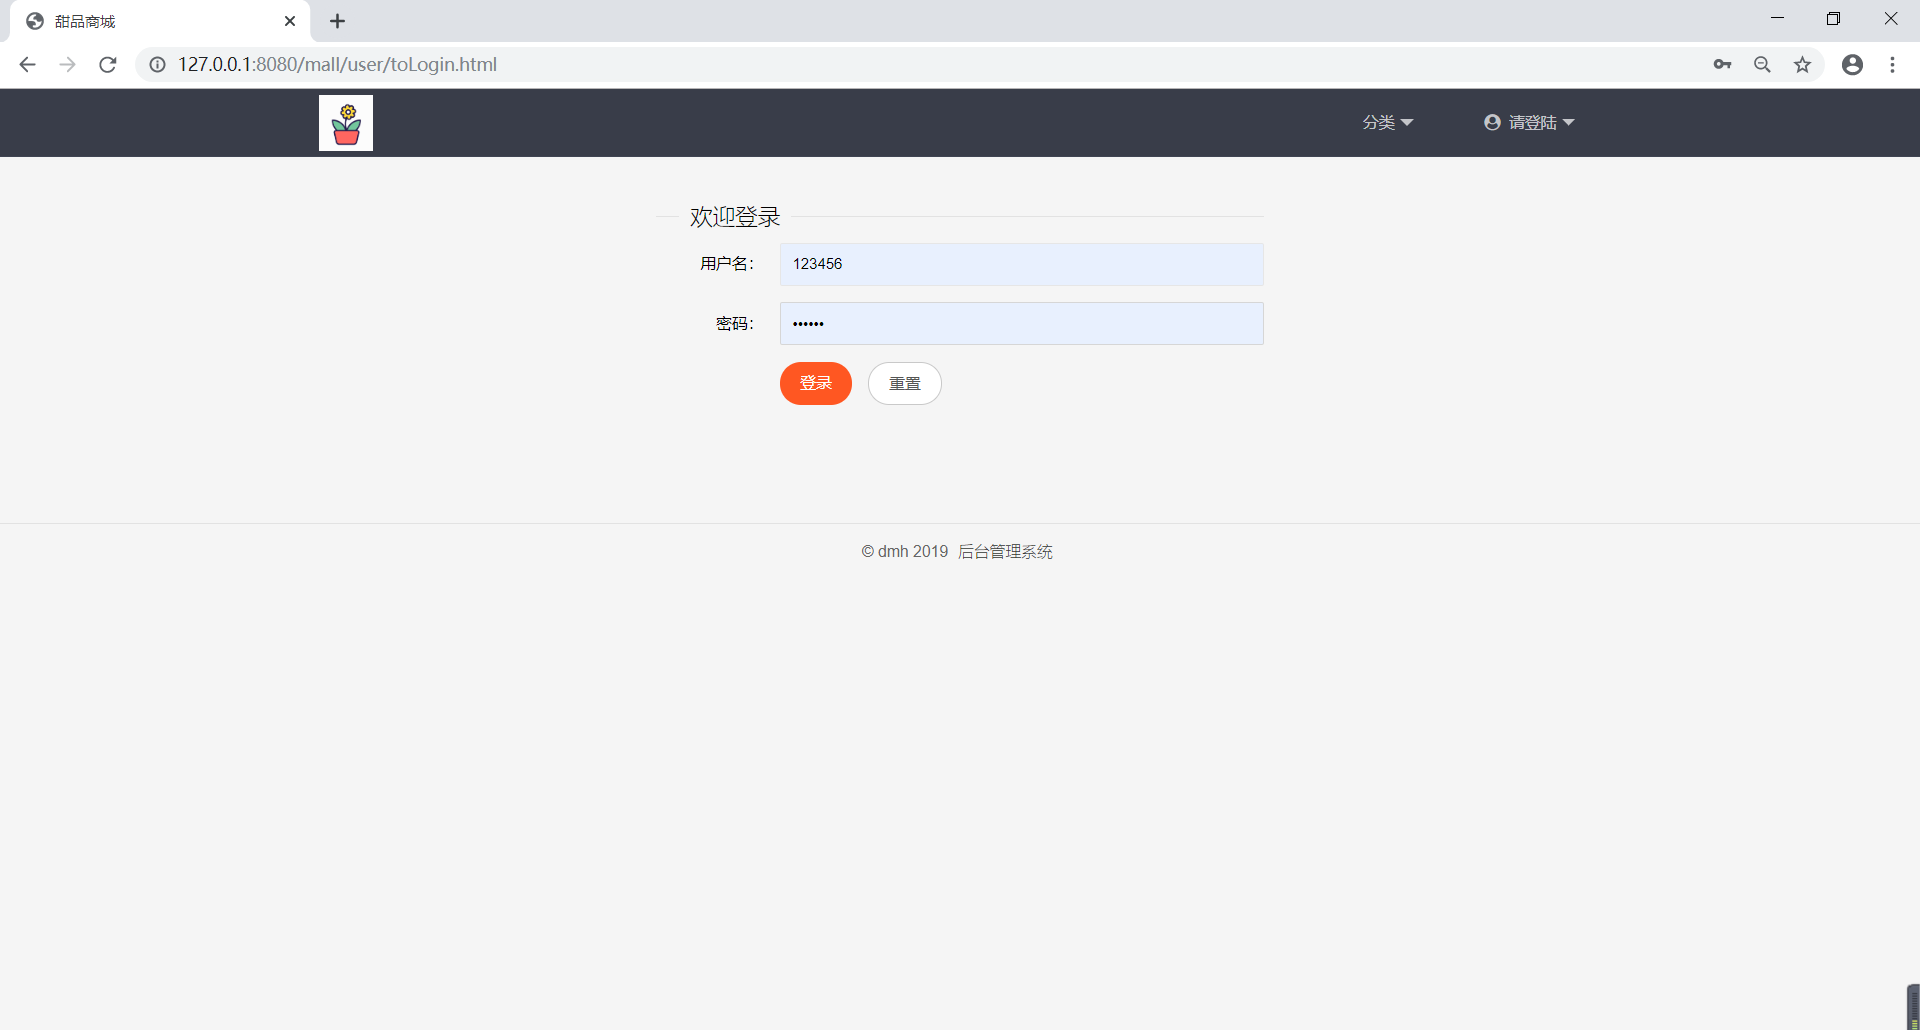 甜品商城
127.0.0.1:8080/mall/user/toLogin.html
分类 请登陆
欢迎登录
用户名： 123456
密码： ••••••
登录 重置
© dmh 2019 后台管理系统